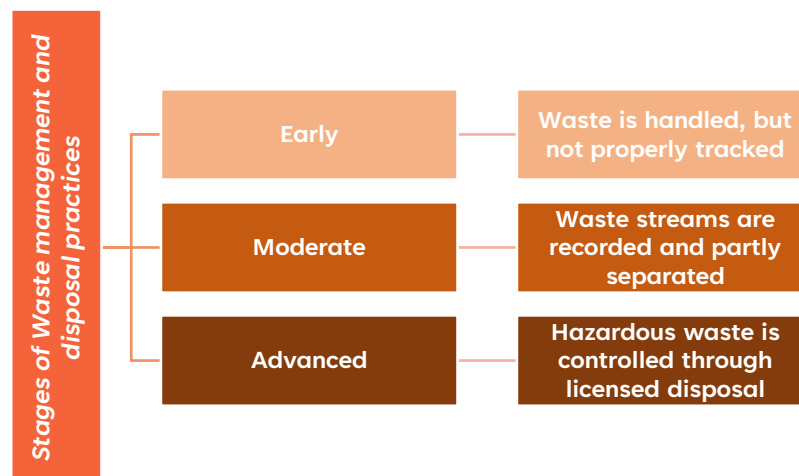 Stages of Waste management and
disposal practices
Early
Waste is handled, but
not properly tracked
Moderate
Waste streams are
recorded and partly
separated
Advanced
Hazardous waste is
controlled through
licensed disposal